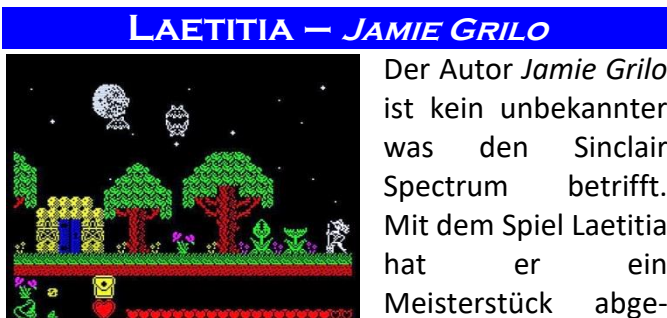 LAETITIA – JAMIE GRILO
Der Autor Jamie Grilo
ist kein unbekannter
was den Sinclair
Spectrum betrifft.
Mit dem Spiel Laetitia
hat er ein
Meisterstück abge-